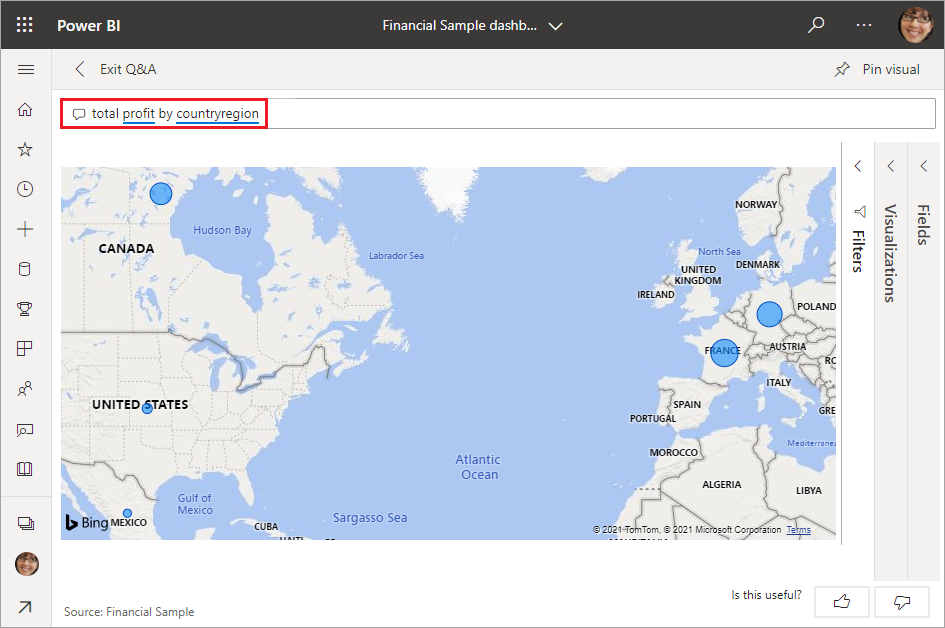 Power BI
Financial Sample dashb...
Exit Q&A
Pin visual
total profit by countryregion
NORWAY
Hudson Bay
CANADA
Labrador Sea
North Sea
UNITED
KINGDOM
DENMARK
IRELAND
POLAND
FRANCE
AUSTRIA
ITALY
UNITED STATES
SPAIN
PORTUGAL
GRE
Mediterranea
MOROCCO
Atlantic
Ocean
ALGERIA
LIBYA
Gulf of
Mexico
Bing
MEXICO
CUBA
Sargasso Sea
© 2021 TomTom, © 2021 Microsoft Corporation Terms
Filters
Visualizations
Fields
Is this useful?
Source: Financial Sample